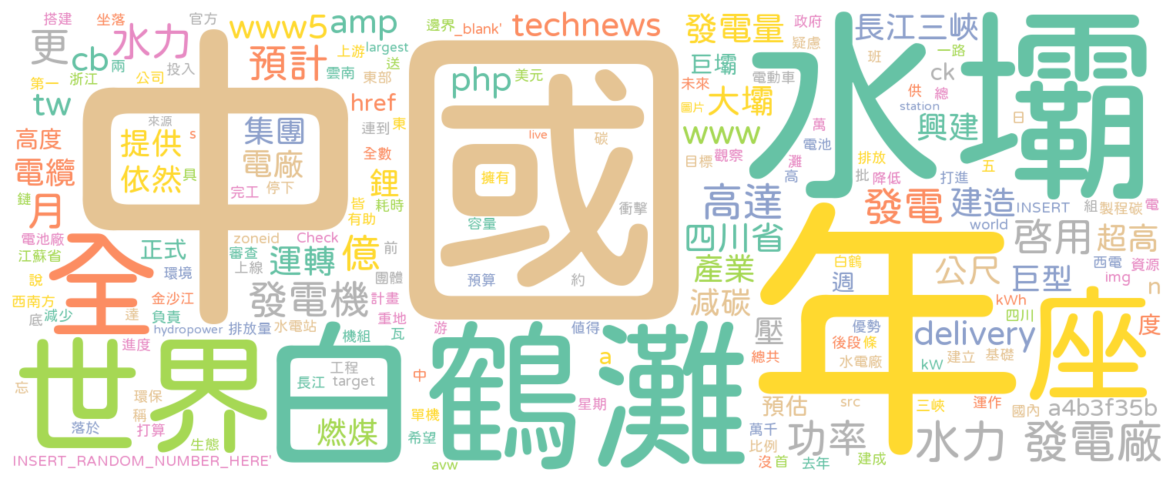 中國
水壩
年
白鶴灘
世界
全
座
technews
www5
amp
更
cb
水力
預計
tw
php
href
發電量
長江三峽
巨壩
ck
大壩
www
興建
高達
發電
建造
四川省
產業
減碳
啓用
超高
公尺
巨型
delivery
壓
週
功率
水力
發電廠
a4b3f35b
預估
高度
電纜
月
提供
依然
集團
電廠
鋰
億
正式
運轉
發電機
燃煤
官方
坐落
搭建
第一
浙江
兩
公司
投入
上游
largest
雲南
送
東部
邊界
_blank'
美元
連到
東
全數
來源
s
具
完工
停下
皆
有助
耗時
鏈
電池廠
江蘇省
說
西南方
底
減少
金沙江
負責
達
環境
審查
zoneid
Check
上線
前
團體
計畫
重地
瓦
機組
水電站
排放量
hydropower
進度
忘
環保
稱
打算
落於
生態
INSERT_RANDOM_NUMBER_HERE'
工程
長江
target
live
碳
擁有
衝擊
容量
預算
約
游
中
值得
a
單機
希望
星期
avw
政府
疑慮
班
一路
電動車
未來
圖片
供
總
station
萬
目標
觀察
灘
電池
日
高
排放
批
降低
打進
五
INSERT
組
製程碳
電
world
白鶴
西電
資源
img
n
kWh
四川
度
優勢
後段
條
總共
水電廠
kW
建立
基礎
src
三峽
運作
國內
萬千
比例
沒
首
去年
建成